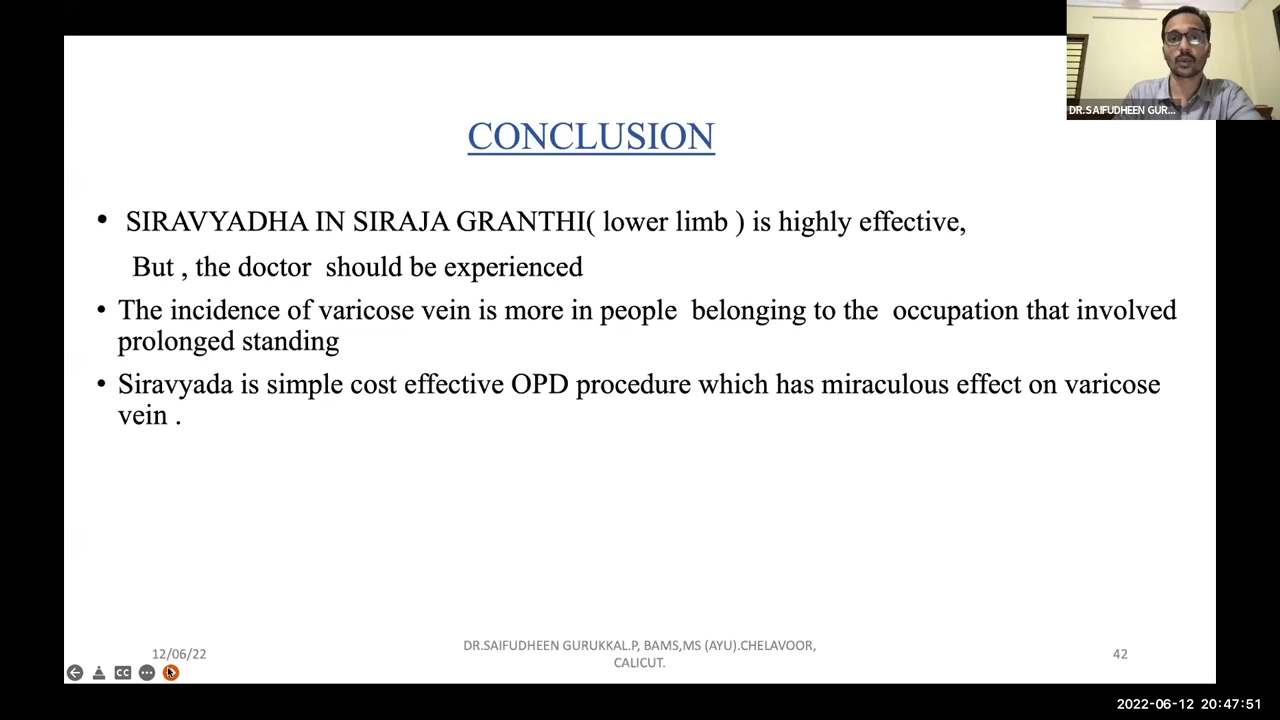 DR.SAIFUDHEEN GUR...
CONCLUSION
• SIRAVYADHA IN SIRAJA GRANTHI( lower limb ) is highly effective,
But , the doctor should be experienced
• The incidence of varicose vein is more in people belonging to the occupation that involved
prolonged standing
• Siravyada is simple cost effective OPD procedure which has miraculous effect on varicose
vein .
12/06/22
DR.SAIFUDHEEN GURUKKAL.P, BAMS,MS (AYU).CHELAVOOR,
CALICUT.
42
CC
2022-06-12 20:47:51